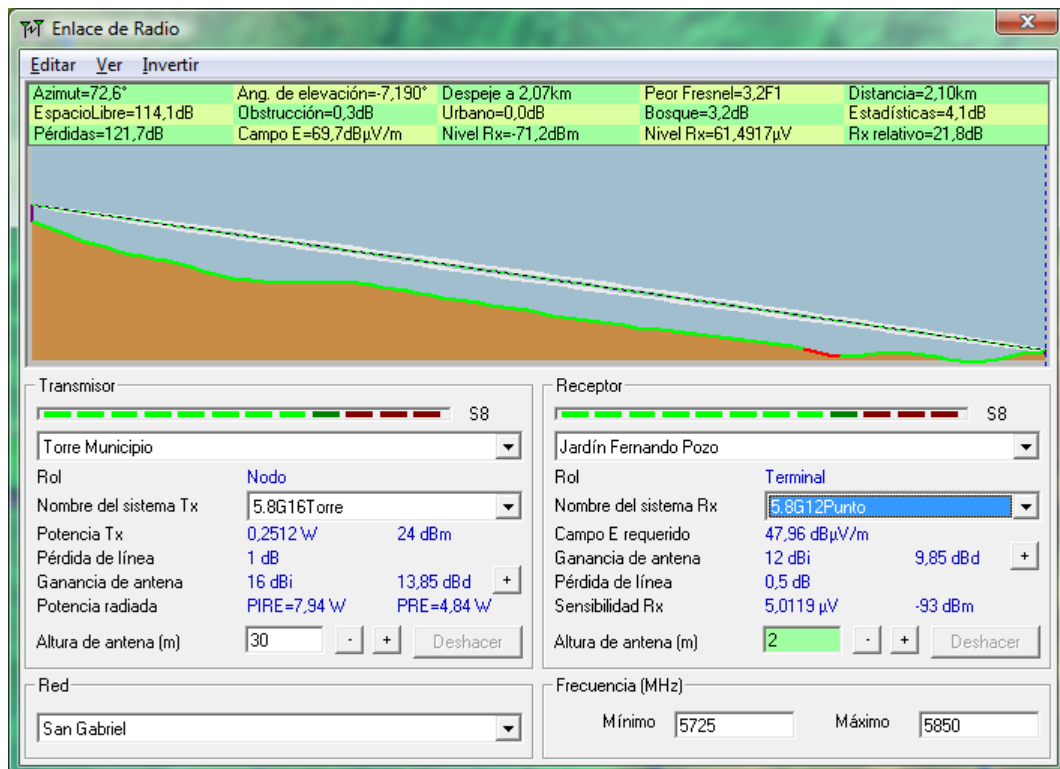 Enlace de Radio
Editar Ver Invertir
Azimut=72,6° Ang. de elevación=-7,190° Despeje a 2,07km Peor Fresnel=3,2F1 Distancia=2,10km
EspacioLibre=114,1dB Obstrucción=0,3dB Urbano=0,0dB Bosque=3,2dB Estadísticas=4,1dB
Pérdidas=121,7dB Campo E=69,7dBµV/m Nivel Rx=-71,2dBm Nivel Rx=61,4917µV Rx relativo=21,8dB
Transmisor
S8
Torre Municipio
Rol Nodo
Nombre del sistema Tx 5.8G16Torre
Potencia Tx 0,2512 W 24 dBm
Pérdida de línea 1 dB
Ganancia de antena 16 dBi 13,85 dBd +
Potencia radiada PIRE=7,94 W PRE=4,84 W
Altura de antena (m) 30 - + Deshacer
Red
San Gabriel
Receptor
S8
Jardín Fernando Pozo
Rol Terminal
Nombre del sistema Rx 5.8G12Punto
Campo E requerido 47,96 dBµV/m
Ganancia de antena 12 dBi 9,85 dBd +
Pérdida de línea 0,5 dB
Sensibilidad Rx 5,0119 µV -93 dBm
Altura de antena (m) 2 - + Deshacer
Frecuencia (MHz)
Mínimo 5725 Máximo 5850